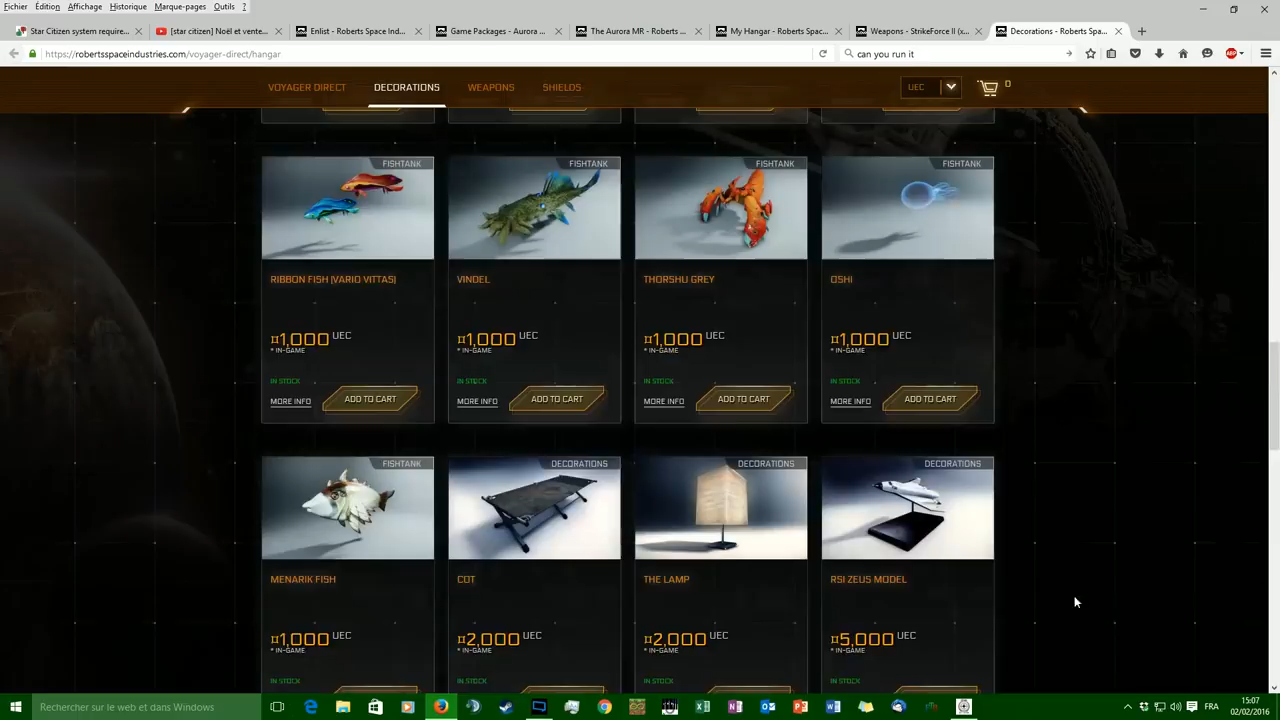 Fichier Édition Affichage Historique Marque-pages Outils ?
Star Citizen system require...
[star citizen] Noël et vente...
Enlist - Roberts Space Ind...
Game Packages - Aurora ...
The Aurora MR - Roberts ...
My Hangar - Roberts Spac...
Weapons - StrikeForce II (x...
Decorations - Roberts Spa...
https://robertsspaceindustries.com/voyager-direct/hangar
can you run it
ABP
VOYAGER DIRECT DECORATIONS WEAPONS SHIELDS UEC 0
FISHTANK FISHTANK FISHTANK FISHTANK
RIBBON FISH (VARIO VITTAS) VINDEL THORSHU GREY OSHI
¤1,000 UEC ¤1,000 UEC ¤1,000 UEC ¤1,000 UEC
* IN-GAME * IN-GAME * IN-GAME * IN-GAME
IN STOCK IN STOCK IN STOCK IN STOCK
MORE INFO ADD TO CART MORE INFO ADD TO CART MORE INFO ADD TO CART MORE INFO ADD TO CART
FISHTANK DECORATIONS DECORATIONS DECORATIONS
MENARIK FISH COT THE LAMP RSI ZEUS MODEL
¤1,000 UEC ¤2,000 UEC ¤2,000 UEC ¤5,000 UEC
* IN-GAME * IN-GAME * IN-GAME * IN-GAME
IN STOCK IN STOCK IN STOCK IN STOCK
Rechercher sur le web et dans Windows
FRA
15:07
02/02/2016